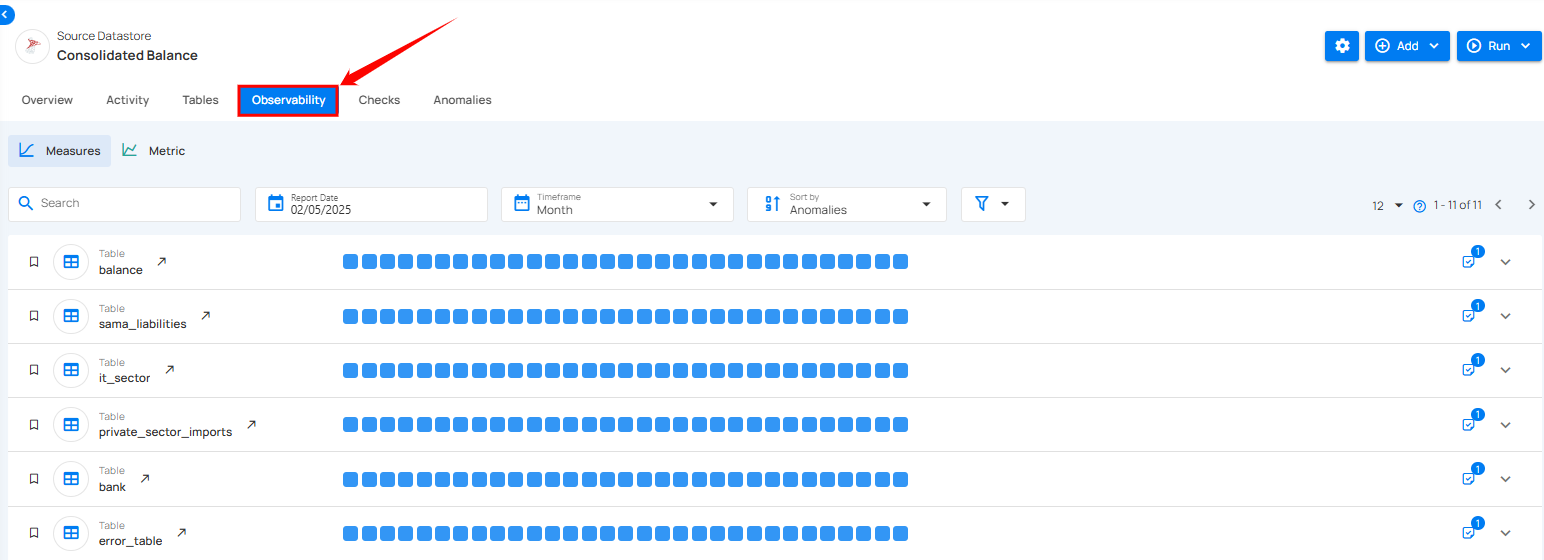 Source Datastore
Consolidated Balance
Add
Run
Overview
Activity
Tables
Observability
Checks
Anomalies
Measures
Metric
Search
Report Date
02/05/2025
Timeframe
Month
Sort by
Anomalies
12
1 - 11 of 11
Table
balance
1
Table
sama_liabilities
1
Table
it_sector
1
Table
private_sector_imports
1
Table
bank
1
Table
error_table
1